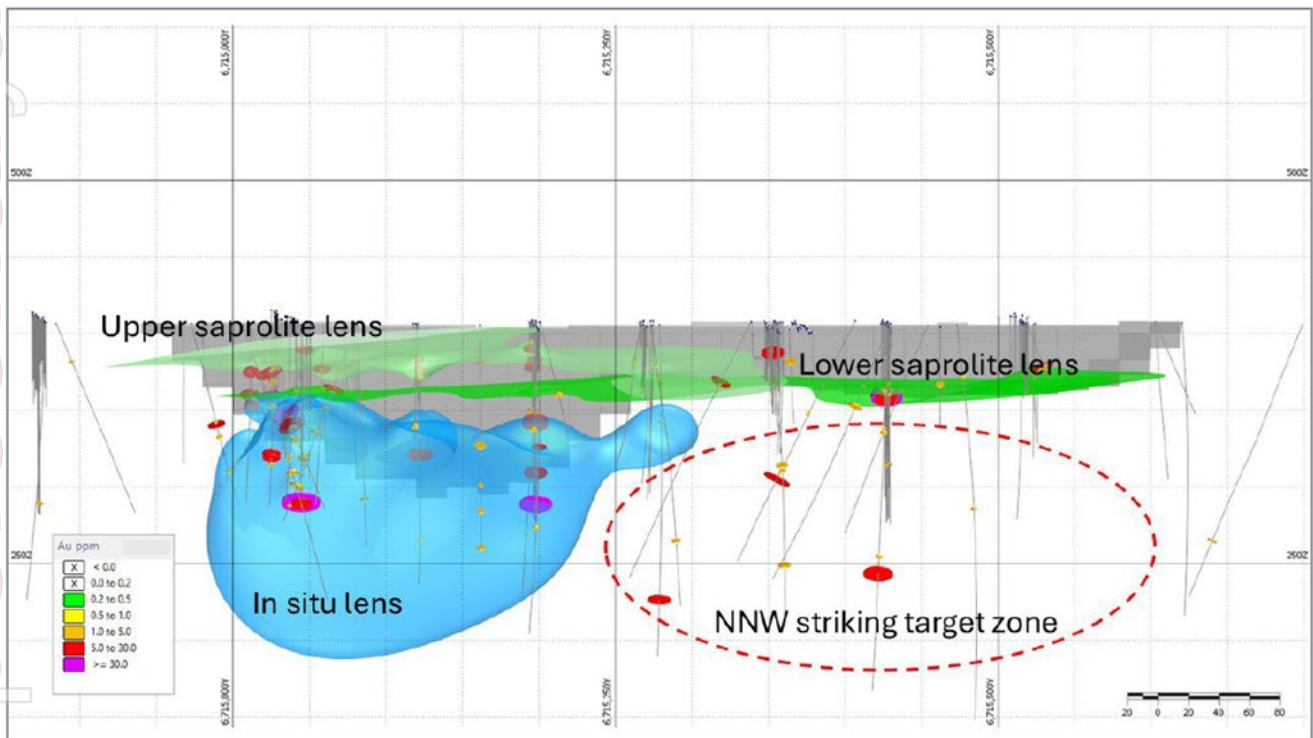 6,715,000Y
6,715,250Y
6,715,500Y
500Z
500Z
Upper saprolite lens
Lower saprolite lens
250Z
250Z
In situ lens
NNW striking target zone
Au ppm
X < 0.0
X 0.0 to 0.2
0.2 to 0.5
0.5 to 1.0
1.0 to 5.0
5.0 to 30.0
>= 30.0
6,715,000Y
6,715,250Y
6,715,500Y
20 0 20 40 60 80